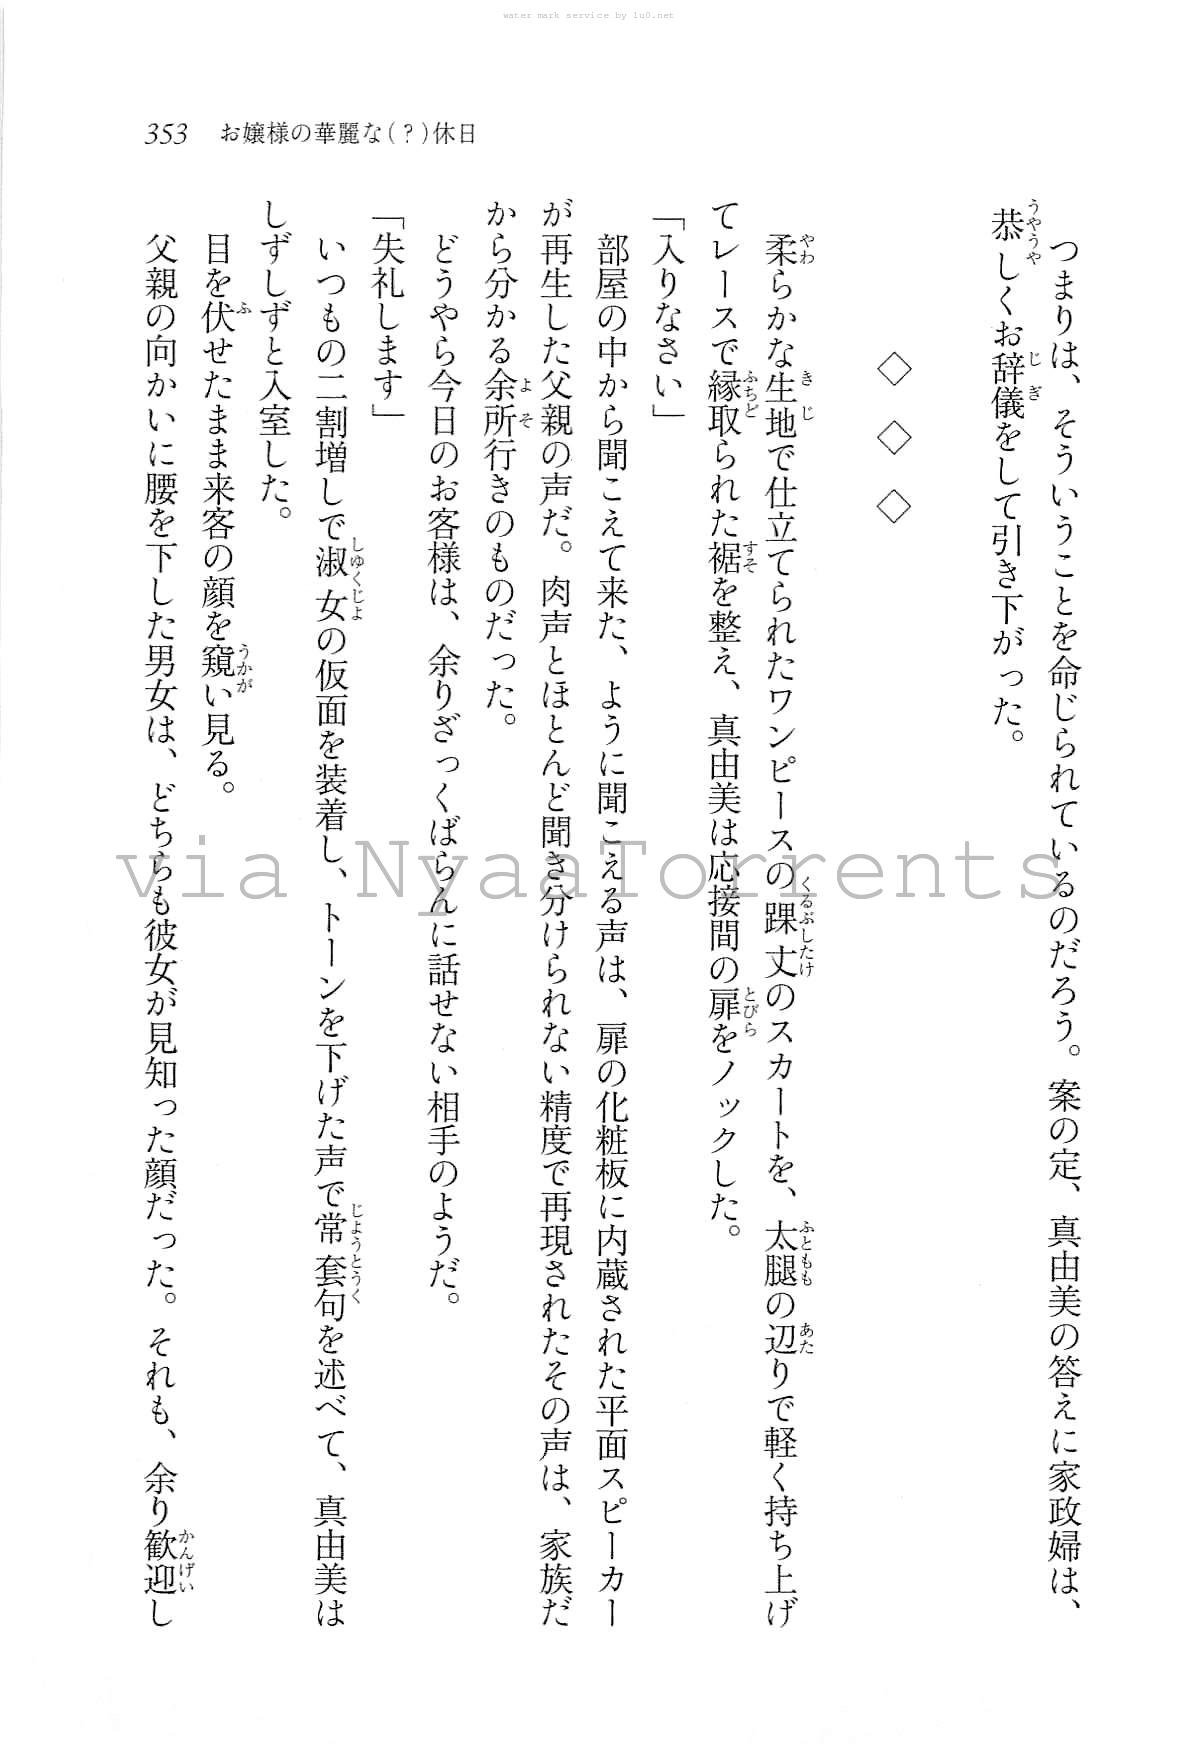 water mark service by lu0.net
353 お嬢様の華麗な(?)休日
つまりは、そういうことを命じられているのだろう。案の定、真由美の答えに家政婦は、
恭しくお辞儀をして引き下がった。
◇ ◇ ◇
柔らかな生地で仕立てられたワンピースの踝丈のスカートを、太腿の辺りで軽く持ち上げ
てレースで縁取られた裾を整え、真由美は応接間の扉をノックした。
「入りなさい」
部屋の中から聞こえて来た、ように聞こえる声は、扉の化粧板に内蔵された平面スピーカー
が再生した父親の声だ。肉声とほとんど聞き分けられない精度で再現されたその声は、家族だ
から分かる余所行きのものだった。
どうやら今日のお客様は、余りざっくばらんに話せない相手のようだ。
「失礼します」
いつもの二割増しで淑女の仮面を装着し、トーンを下げた声で常套句を述べて、真由美は
しずしずと入室した。
目を伏せたまま来客の顔を窺い見る。
父親の向かいに腰を下した男女は、どちらも彼女が見知った顔だった。それも、余り歓迎し
via NyaaTorrents